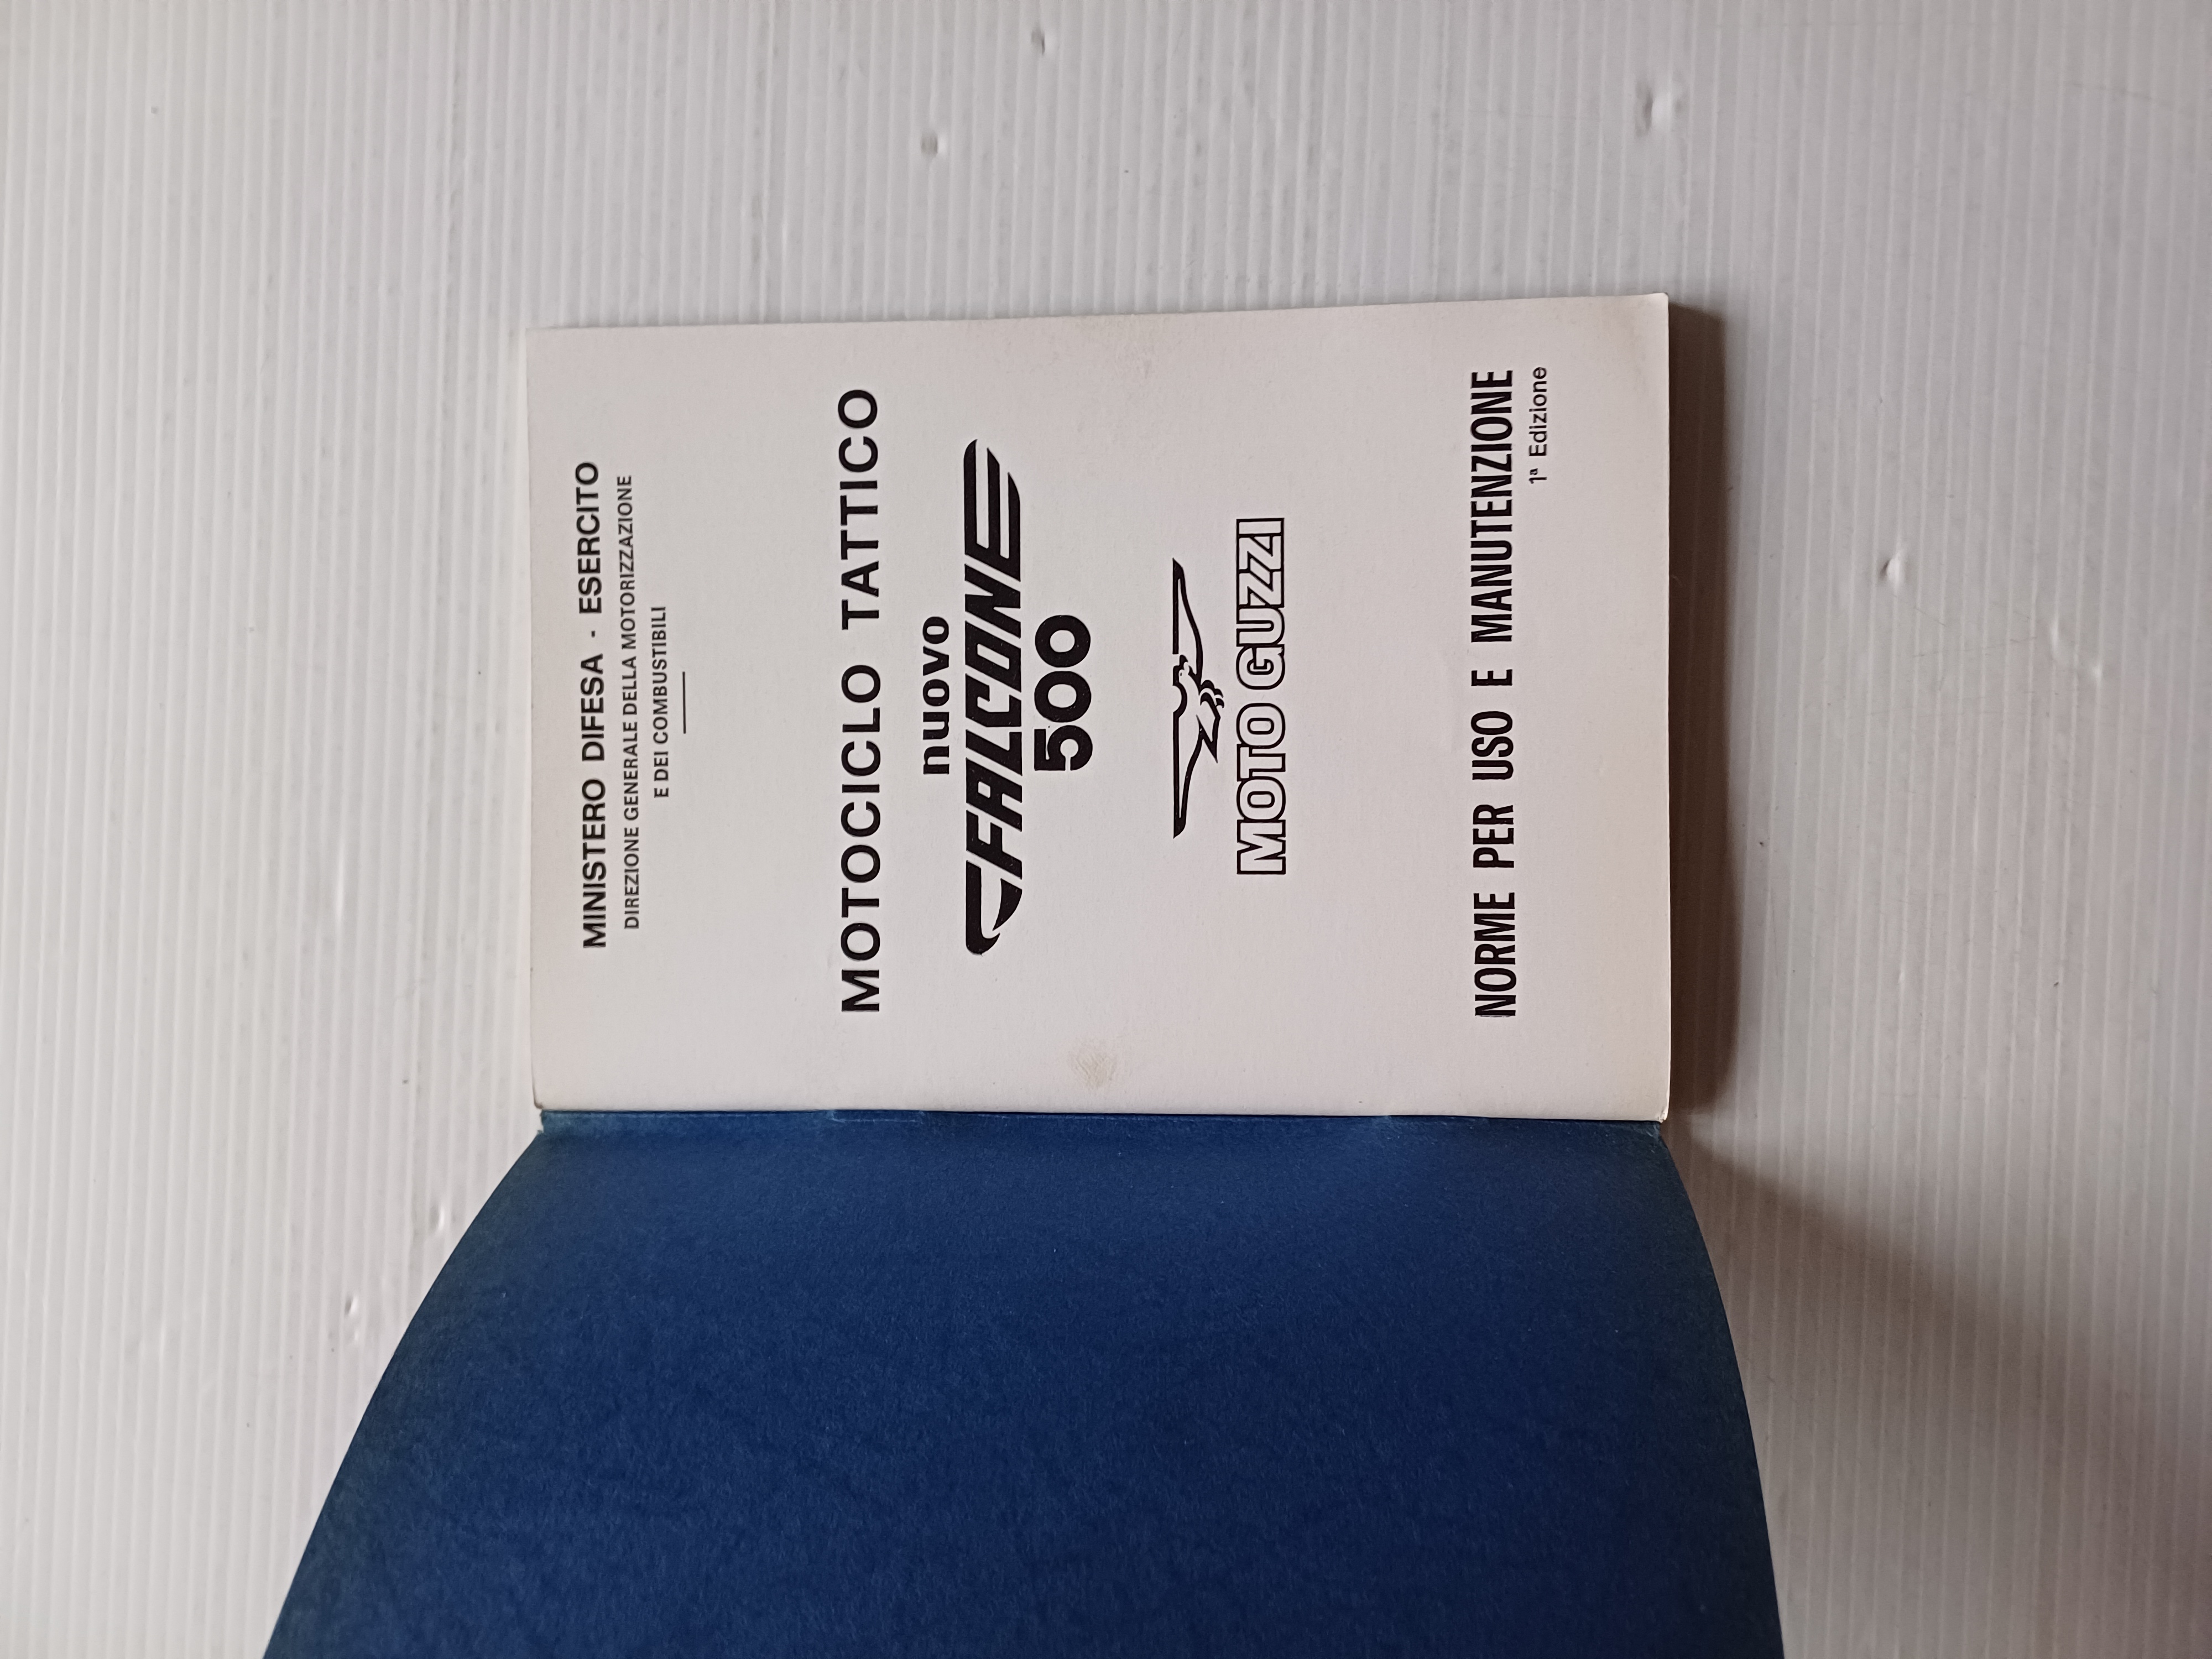 MINISTERO DIFESA - ESERCITO
DIREZIONE GENERALE DELLA MOTORIZZAZIONE
E DEI COMBUSTIBILI
MOTOCICLO TATTICO
nuovo
FALCONE
500
MOTO GUZZI
NORME PER USO E MANUTENZIONE
1ª Edizione